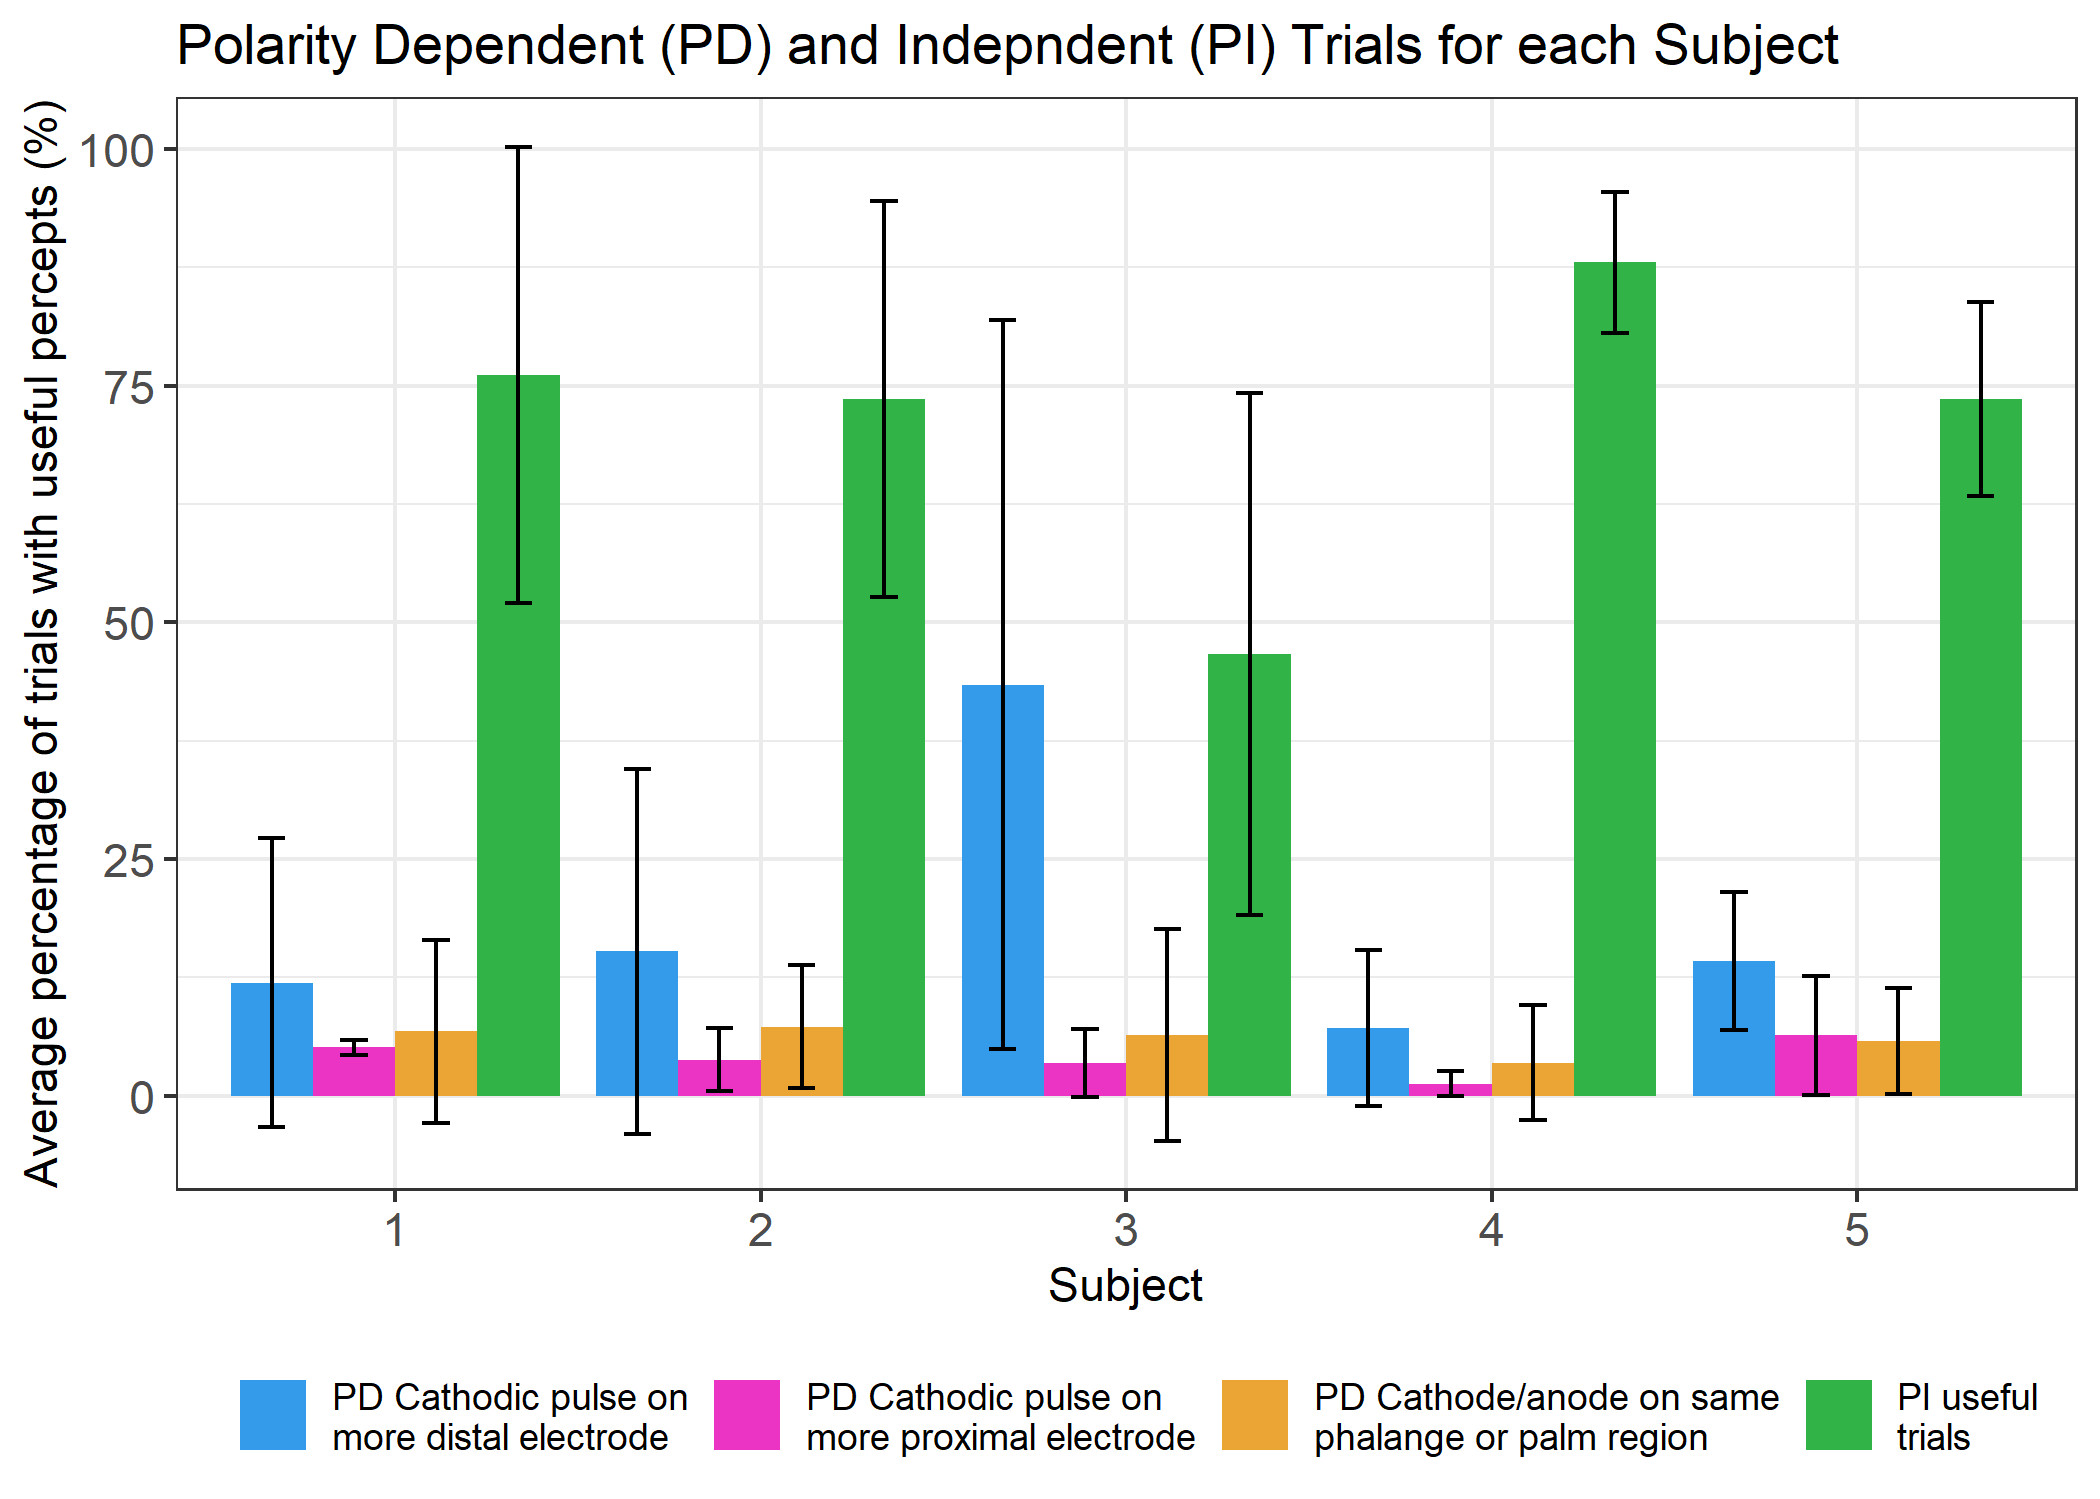 Polarity Dependent (PD) and Indepndent (PI) Trials for each Subject
Average percentage of trials with useful percepts (%)
100
75
50
25
0
1 2 3 4 5
Subject
PD Cathodic pulse on
more distal electrode
PD Cathodic pulse on
more proximal electrode
PD Cathode/anode on same
phalange or palm region
PI useful
trials